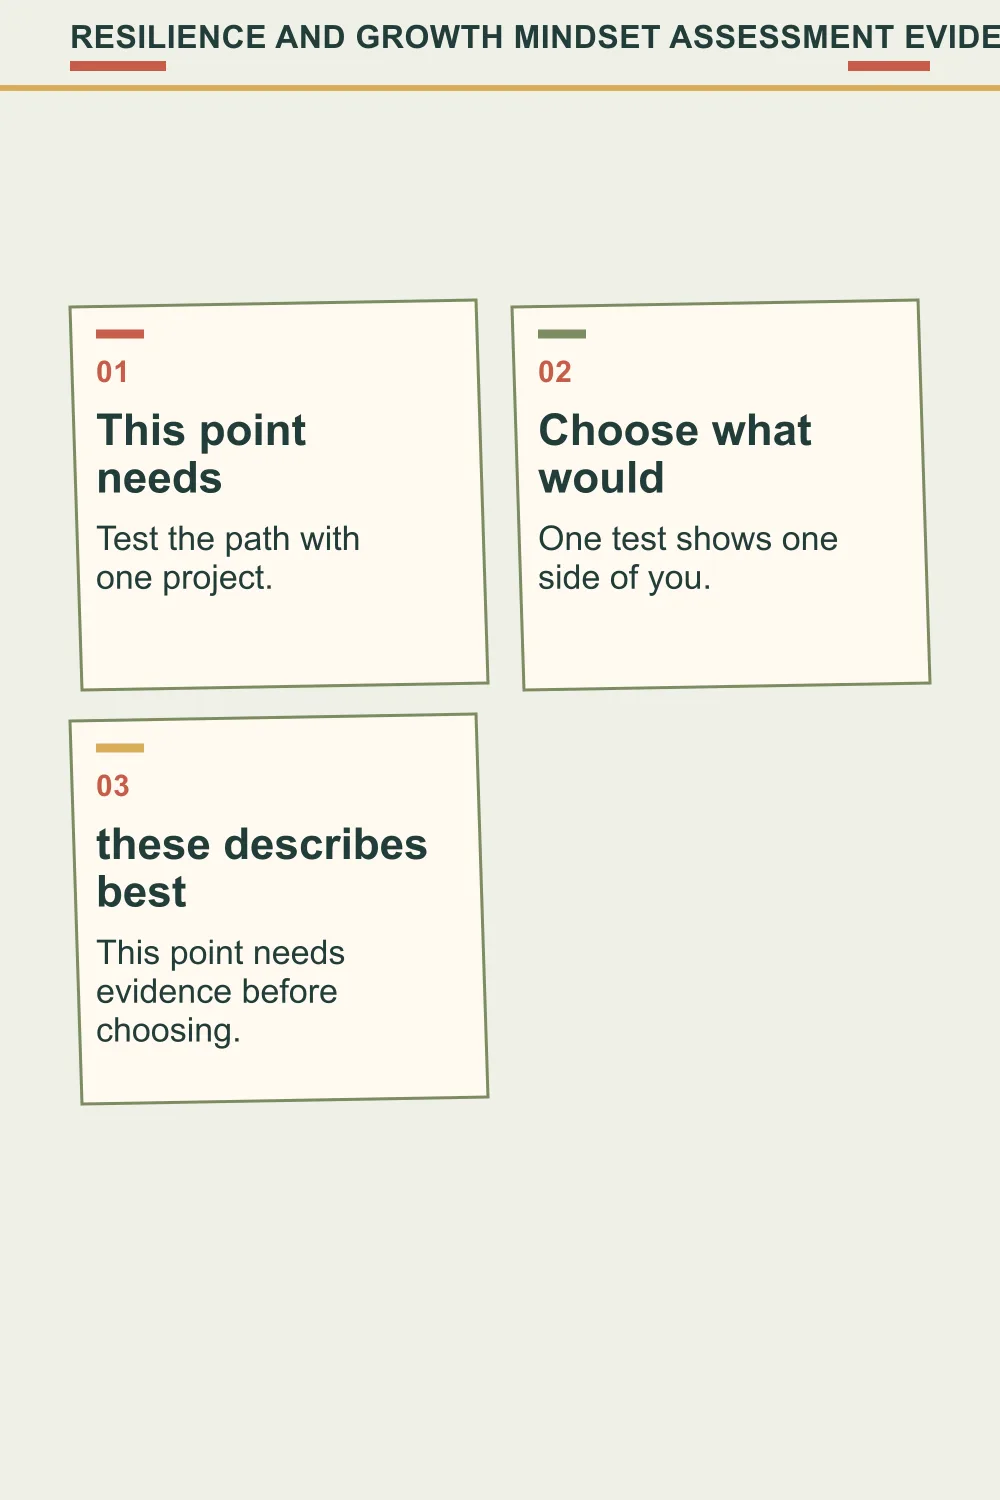 RESILIENCE AND GROWTH MINDSET ASSESSMENT EVIDE
01
This point
needs
Test the path with
one project.
02
Choose what
would
One test shows one
side of you.
03
these describes
best
This point needs
evidence before
choosing.